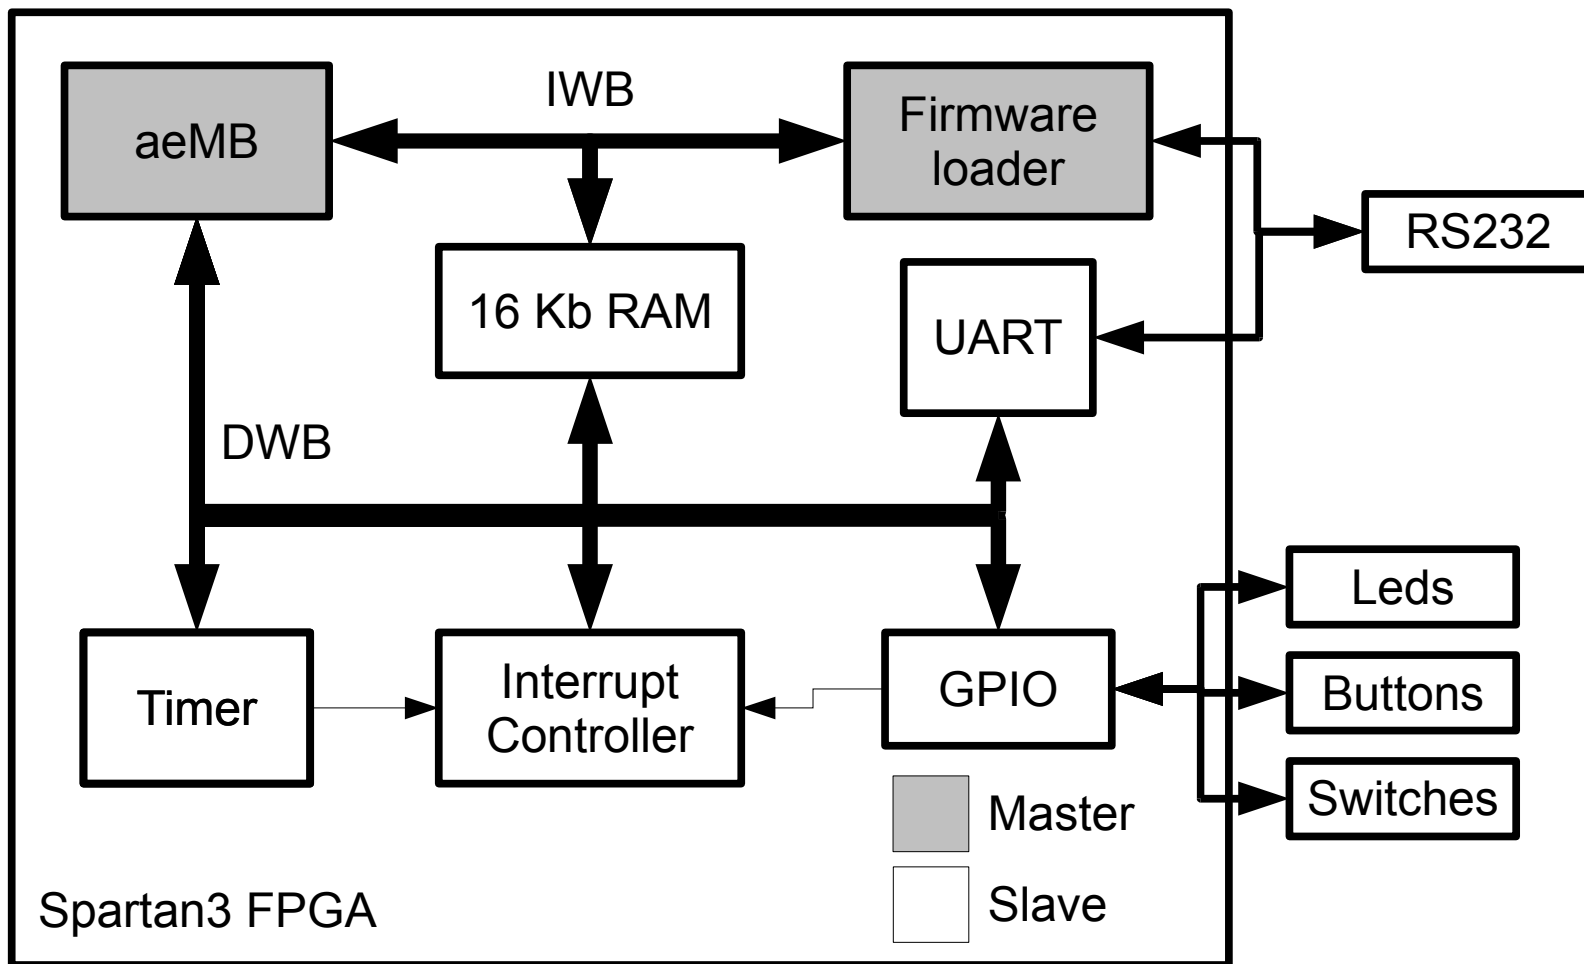 aeMB
IWB
Firmware
loader
RS232
16 Kb RAM
UART
DWB
Leds
Timer
Interrupt
Controller
GPIO
Buttons
Switches
Master
Slave
Spartan3 FPGA